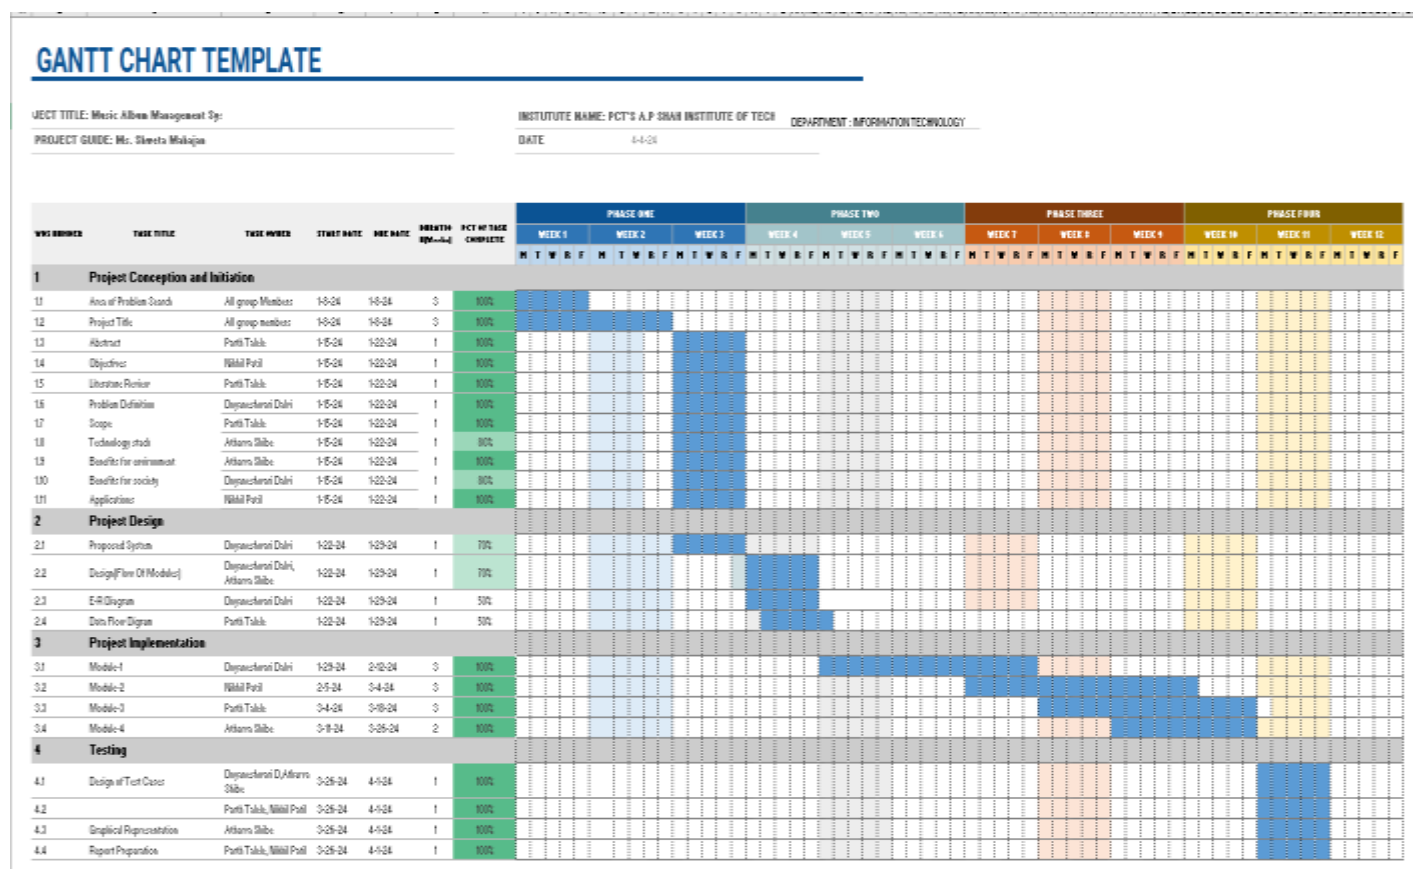 GANTT CHART TEMPLATE
JECT TITLE: Music Album Management Sy:
INSTUTUTE NAME: PCT'S A.P SHAH INSTITUTE OF TECH
DEPARTMENT : INFORMATION TECHNOLOGY
PROJECT GUIDE: Ms. Shweta Mahajan
DATE 4-4-24
PHASE ONE PHASE TWO PHASE THREE PHASE FOUR
WBS NUMBER TASK TITLE TASK OWNER START DATE DUE DATE PCT OF TASK COMPLETE
WEEK 1 WEEK 2 WEEK 3 WEEK 4 WEEK 5 WEEK 6 WEEK 7 WEEK 8 WEEK 9 WEEK 10 WEEK 11 WEEK 12
M T W R F M T W R F M T W R F M T W R F M T W R F M T W R F M T W R F M T W R F M T W R F M T W R F M T W R F M T W R F
1 Project Conception and Initiation
1.1 Area of Problem Search All group Members 1-8-24 1-8-24 3 100%
1.2 Project Title All group members 1-8-24 1-8-24 3 100%
1.3 Abstract Parth Talele 1-15-24 1-22-24 1 100%
1.4 Objectives Nikhil Patil 1-15-24 1-22-24 1 100%
1.5 Literature Review Parth Talele 1-15-24 1-22-24 1 100%
1.6 Problem Definition 1-15-24 1-22-24 1 100%
1.7 Scope Parth Talele 1-15-24 1-22-24 1 100%
1.8 Technology stack Atharva 1-15-24 1-22-24 1 80%
1.9 Benefits for environment Atharva 1-15-24 1-22-24 1 100%
1.10 Benefits for society 1-15-24 1-22-24 1 80%
1.11 Applications Nikhil Patil 1-15-24 1-22-24 1 100%
2 Project Design
2.1 Proposed System 1-22-24 1-29-24 1 70%
2.2 Design(Flow Of Modules) Atharva 1-22-24 1-29-24 1 70%
2.3 E-R Diagram 1-22-24 1-29-24 1 50%
2.4 Data Flow Digram Parth Talele 1-22-24 1-29-24 1 50%
3 Project Implementation
3.1 Module-1 1-29-24 2-12-24 3 100%
3.2 Module-2 Nikhil Patil 2-5-24 3-4-24 3 100%
3.3 Module-3 Parth Talele 3-4-24 3-18-24 3 100%
3.4 Module-4 Atharva 3-11-24 3-25-24 2 100%
4 Testing
4.1 Design of Test Cases 3-25-24 4-1-24 1 100%
4.2 Parth Talele, Nikhil Patil 3-25-24 4-1-24 1 100%
4.3 Graphical Representation Atharva 3-25-24 4-1-24 1 100%
4.4 Report Preparation Parth Talele, Nikhil Patil 3-25-24 4-1-24 1 100%